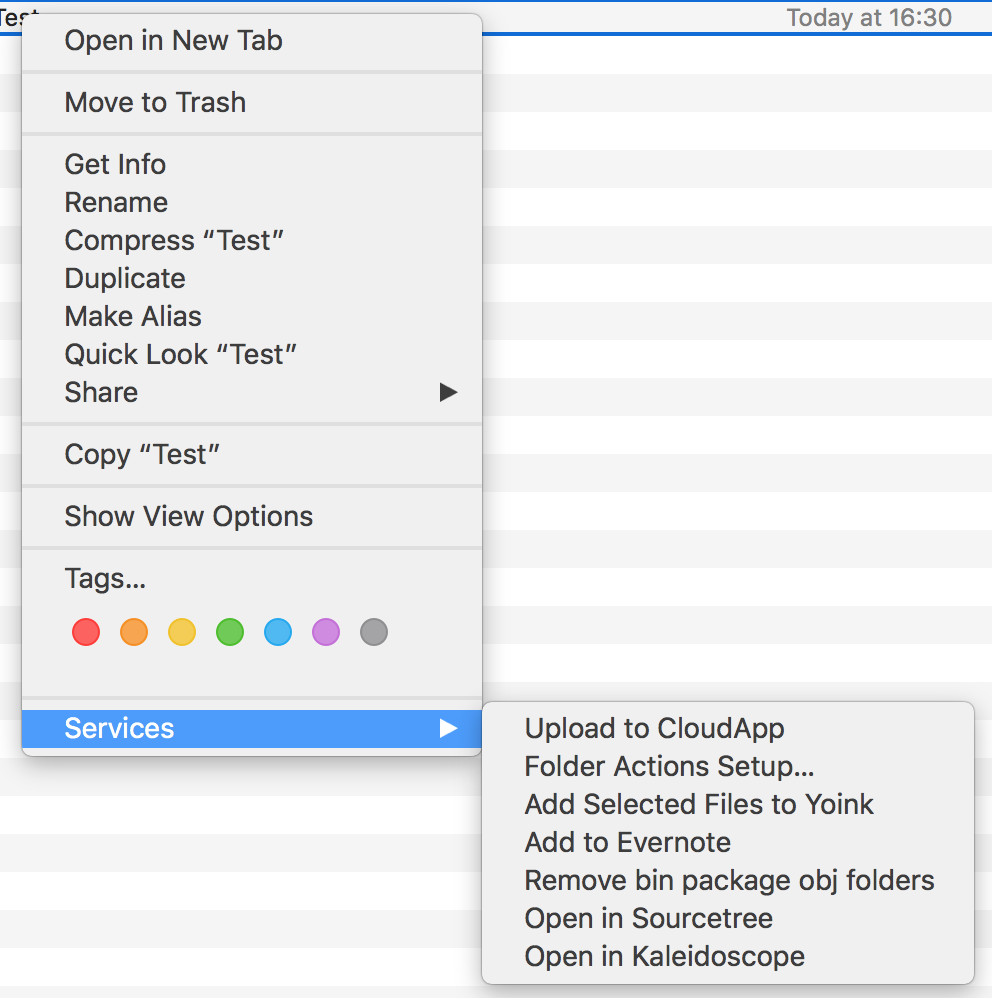 Test
Today at 16:30
Open in New Tab
Move to Trash
Get Info
Rename
Compress “Test”
Duplicate
Make Alias
Quick Look “Test”
Share
Copy “Test”
Show View Options
Tags...
Services
Upload to CloudApp
Folder Actions Setup...
Add Selected Files to Yoink
Add to Evernote
Remove bin package obj folders
Open in Sourcetree
Open in Kaleidoscope